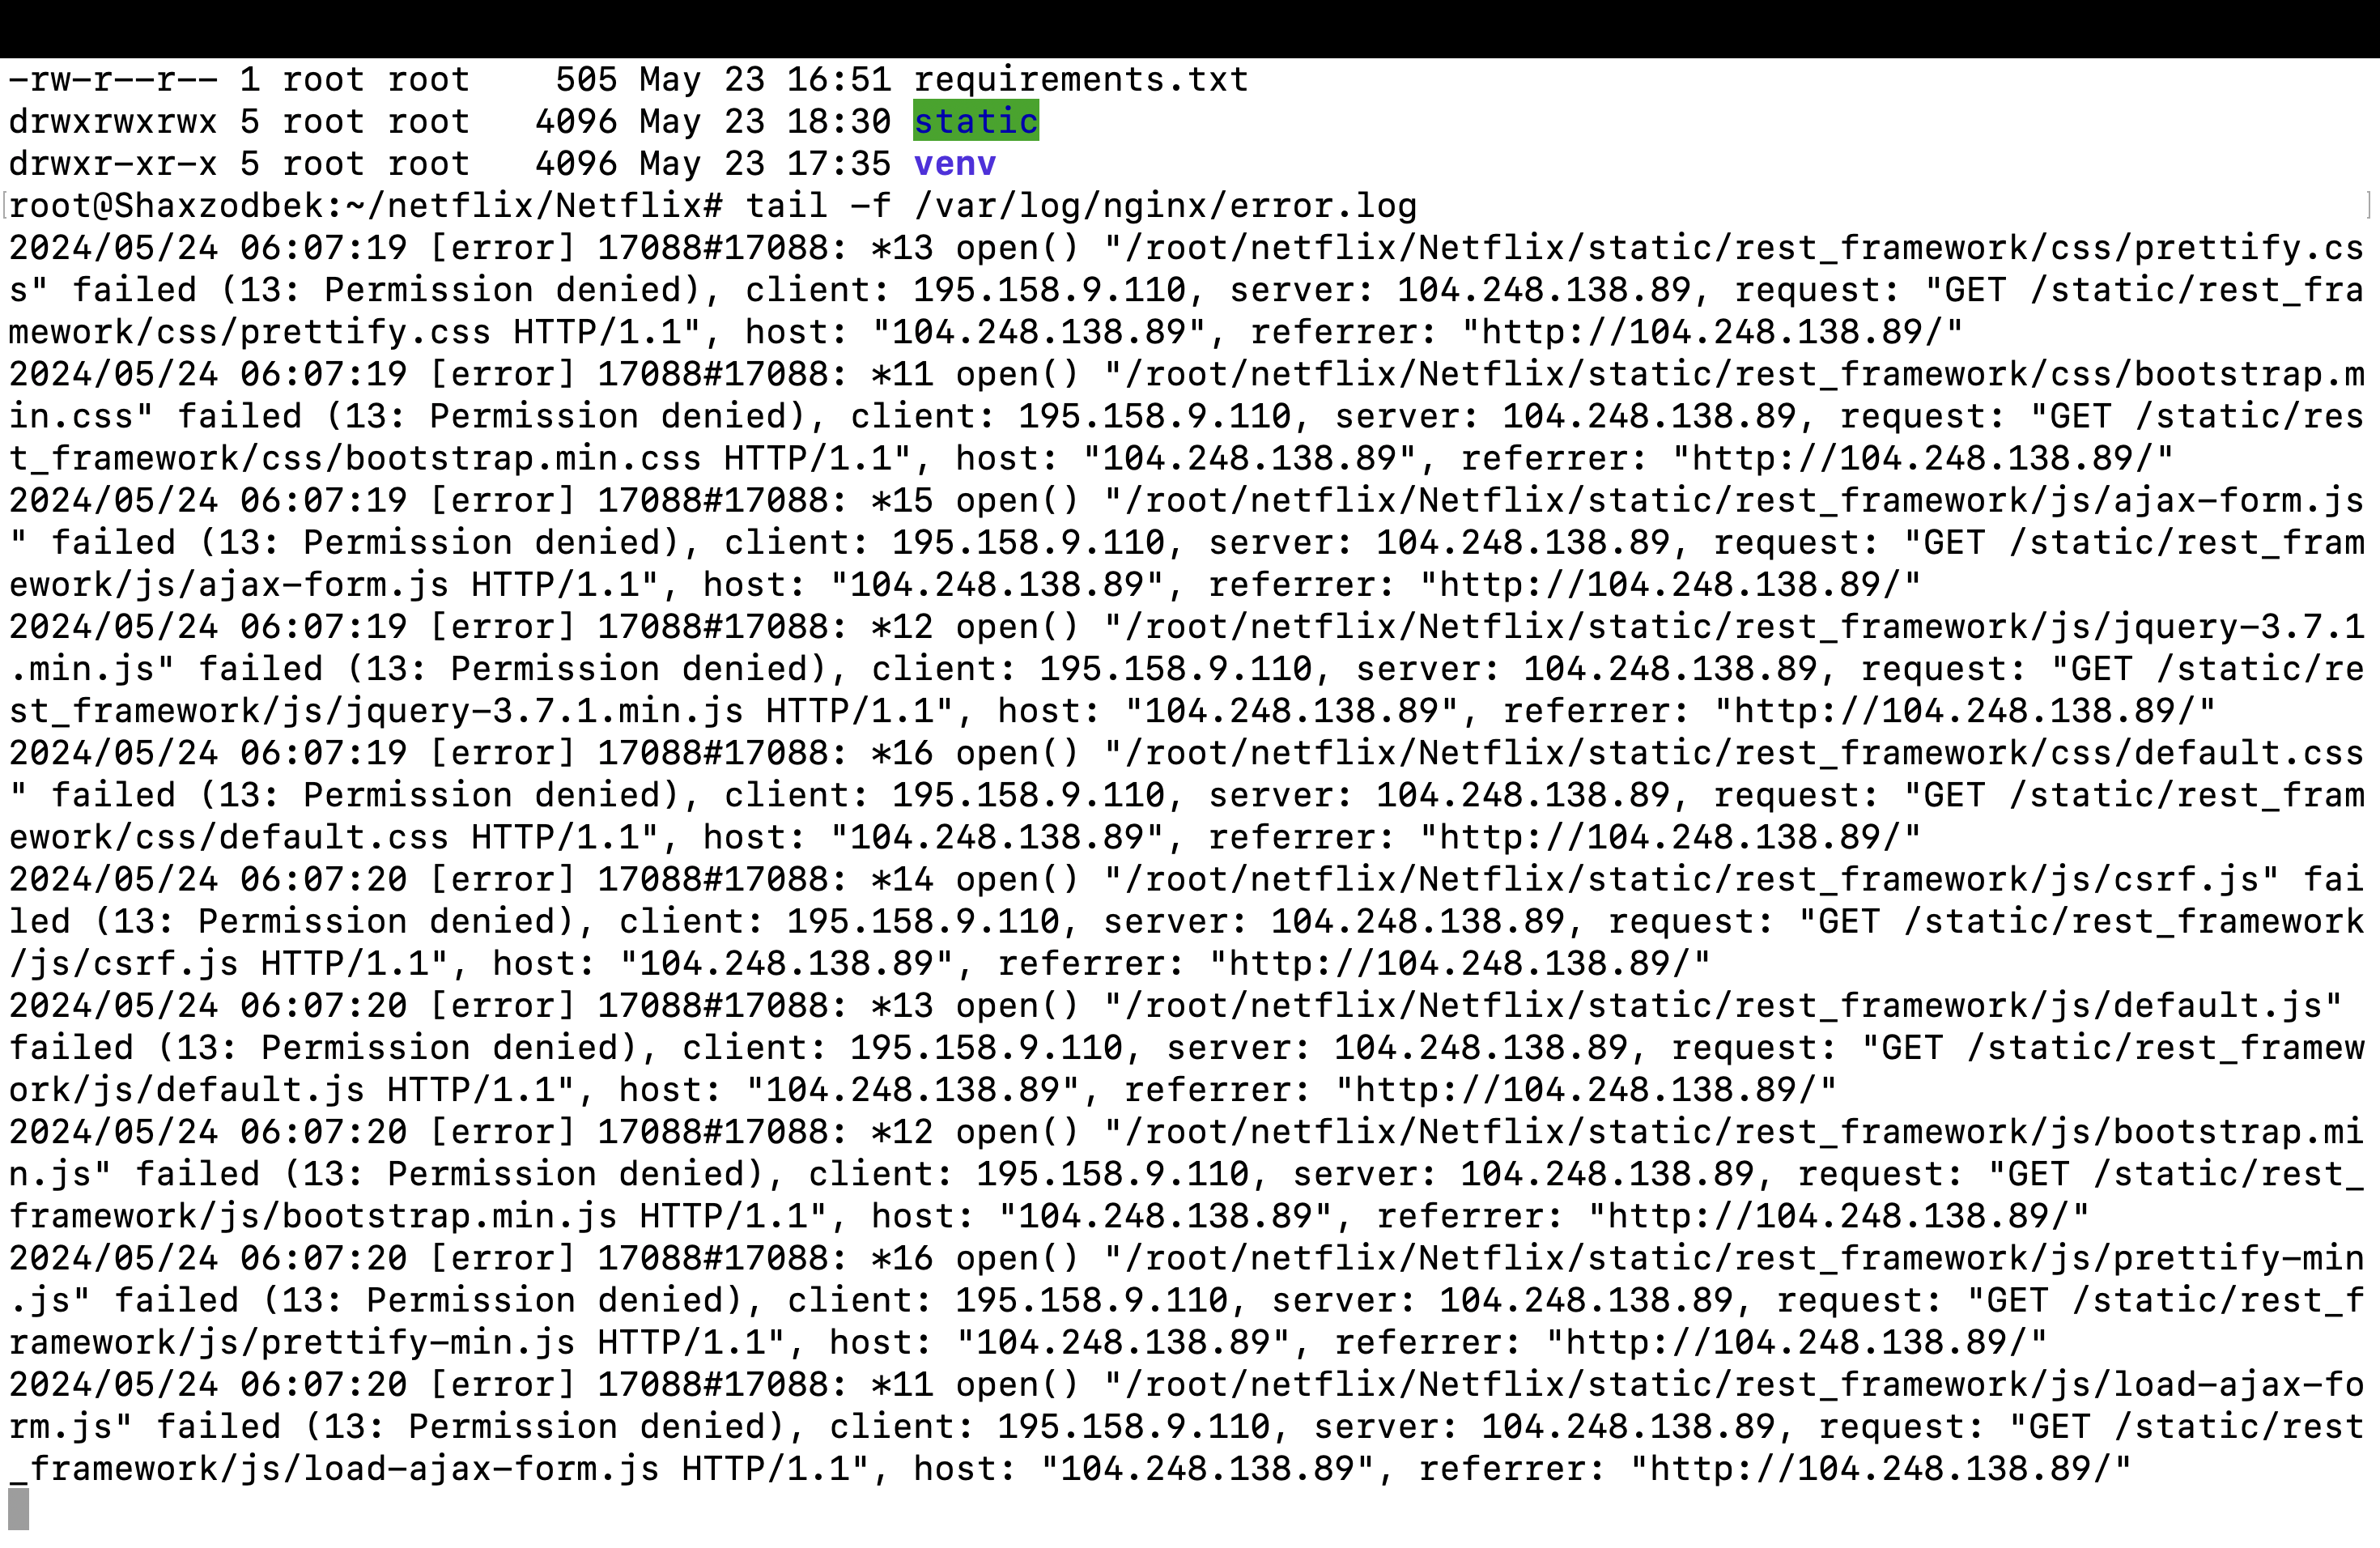 -rw-r--r-- 1 root root    505 May 23 16:51 requirements.txt
drwxrwxrwx 5 root root   4096 May 23 18:30 static
drwxr-xr-x 5 root root   4096 May 23 17:35 venv
[root@Shaxzodbek:~/netflix/Netflix# tail -f /var/log/nginx/error.log ]
2024/05/24 06:07:19 [error] 17088#17088: *13 open() "/root/netflix/Netflix/static/rest_framework/css/prettify.cs
s" failed (13: Permission denied), client: 195.158.9.110, server: 104.248.138.89, request: "GET /static/rest_fra
mework/css/prettify.css HTTP/1.1", host: "104.248.138.89", referrer: "http://104.248.138.89/"
2024/05/24 06:07:19 [error] 17088#17088: *11 open() "/root/netflix/Netflix/static/rest_framework/css/bootstrap.m
in.css" failed (13: Permission denied), client: 195.158.9.110, server: 104.248.138.89, request: "GET /static/res
t_framework/css/bootstrap.min.css HTTP/1.1", host: "104.248.138.89", referrer: "http://104.248.138.89/"
2024/05/24 06:07:19 [error] 17088#17088: *15 open() "/root/netflix/Netflix/static/rest_framework/js/ajax-form.js
" failed (13: Permission denied), client: 195.158.9.110, server: 104.248.138.89, request: "GET /static/rest_fram
ework/js/ajax-form.js HTTP/1.1", host: "104.248.138.89", referrer: "http://104.248.138.89/"
2024/05/24 06:07:19 [error] 17088#17088: *12 open() "/root/netflix/Netflix/static/rest_framework/js/jquery-3.7.1
.min.js" failed (13: Permission denied), client: 195.158.9.110, server: 104.248.138.89, request: "GET /static/re
st_framework/js/jquery-3.7.1.min.js HTTP/1.1", host: "104.248.138.89", referrer: "http://104.248.138.89/"
2024/05/24 06:07:19 [error] 17088#17088: *16 open() "/root/netflix/Netflix/static/rest_framework/css/default.css
" failed (13: Permission denied), client: 195.158.9.110, server: 104.248.138.89, request: "GET /static/rest_fram
ework/css/default.css HTTP/1.1", host: "104.248.138.89", referrer: "http://104.248.138.89/"
2024/05/24 06:07:20 [error] 17088#17088: *14 open() "/root/netflix/Netflix/static/rest_framework/js/csrf.js" fai
led (13: Permission denied), client: 195.158.9.110, server: 104.248.138.89, request: "GET /static/rest_framework
/js/csrf.js HTTP/1.1", host: "104.248.138.89", referrer: "http://104.248.138.89/"
2024/05/24 06:07:20 [error] 17088#17088: *13 open() "/root/netflix/Netflix/static/rest_framework/js/default.js"
failed (13: Permission denied), client: 195.158.9.110, server: 104.248.138.89, request: "GET /static/rest_framew
ork/js/default.js HTTP/1.1", host: "104.248.138.89", referrer: "http://104.248.138.89/"
2024/05/24 06:07:20 [error] 17088#17088: *12 open() "/root/netflix/Netflix/static/rest_framework/js/bootstrap.mi
n.js" failed (13: Permission denied), client: 195.158.9.110, server: 104.248.138.89, request: "GET /static/rest_
framework/js/bootstrap.min.js HTTP/1.1", host: "104.248.138.89", referrer: "http://104.248.138.89/"
2024/05/24 06:07:20 [error] 17088#17088: *16 open() "/root/netflix/Netflix/static/rest_framework/js/prettify-min
.js" failed (13: Permission denied), client: 195.158.9.110, server: 104.248.138.89, request: "GET /static/rest_f
ramework/js/prettify-min.js HTTP/1.1", host: "104.248.138.89", referrer: "http://104.248.138.89/"
2024/05/24 06:07:20 [error] 17088#17088: *11 open() "/root/netflix/Netflix/static/rest_framework/js/load-ajax-fo
rm.js" failed (13: Permission denied), client: 195.158.9.110, server: 104.248.138.89, request: "GET /static/rest
_framework/js/load-ajax-form.js HTTP/1.1", host: "104.248.138.89", referrer: "http://104.248.138.89/"